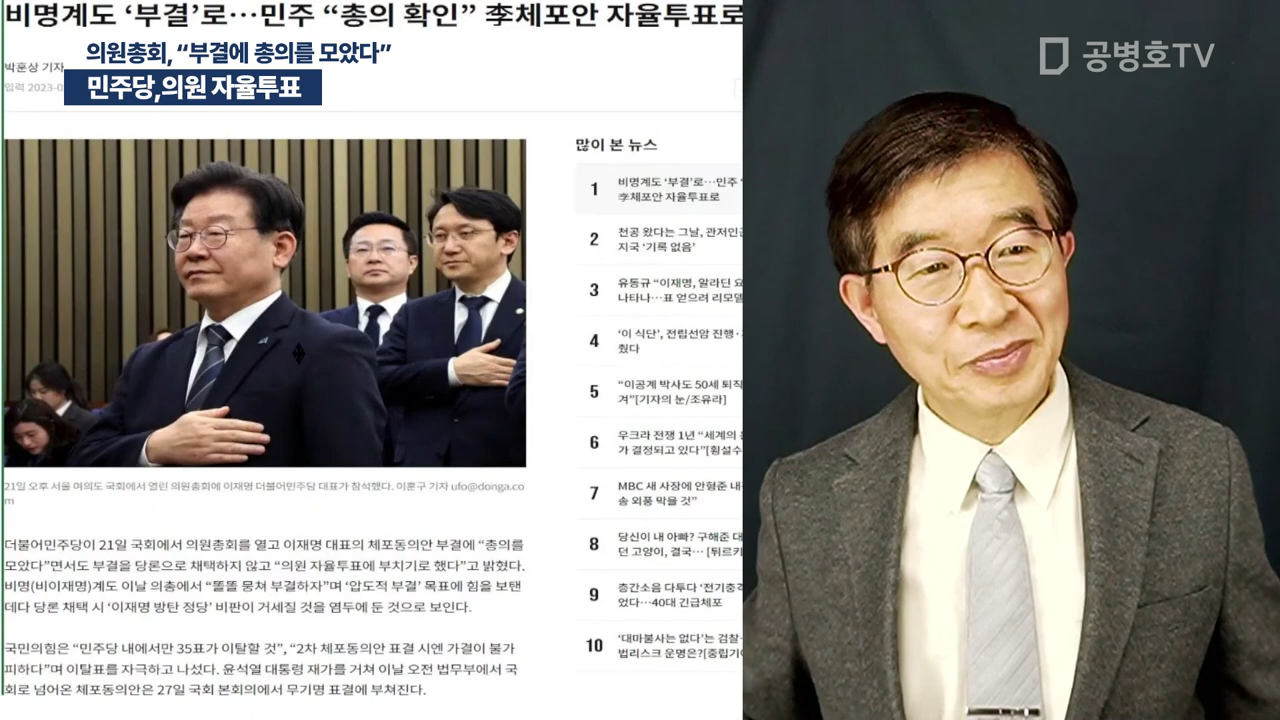 비명계도 ‘부결’로…민주 “총의 확인” 李체포안 자율투표로
의원총회, “부결에 총의를 모았다”
박훈상 기자
민주당,의원 자율투표
입력 2023-0
공병호TV
21일 오후 서울 여의도 국회에서 열린 의원총회에 이재명 더불어민주당 대표가 참석했다. 이훈구 기자 ufo@donga.co
m
더불어민주당이 21일 국회에서 의원총회를 열고 이재명 대표의 체포동의안 부결에 “총의를
모았다”면서도 부결을 당론으로 채택하지 않고 “의원 자율투표에 부치기로 했다”고 밝혔다.
비명(비이재명)계도 이날 의총에서 “똘똘 뭉쳐 부결하자”며 ‘압도적 부결’ 목표에 힘을 보탠
데다 당론 채택 시 ‘이재명 방탄 정당’ 비판이 거세질 것을 염두에 둔 것으로 보인다.
국민의힘은 “민주당 내에서만 35표가 이탈할 것”, “2차 체포동의안 표결 시엔 가결이 불가
피하다”며 이탈표를 자극하고 나섰다. 윤석열 대통령 재가를 거쳐 이날 오전 법무부에서 국
회로 넘어온 체포동의안은 27일 국회 본회의에서 무기명 표결에 부쳐진다.
많이 본 뉴스
1 비명계도 ‘부결’로…민주 ‘
李체포안 자율투표로
2 천공 왔다는 그날, 관저인근
지국 ‘기록 없음’
3 유동규 “이재명, 알라딘 요
나타나…표 얻으려 리모델
4 ‘이 식단’, 전립선암 진행·
췄다
5 “이공계 박사도 50세 퇴직
겨”[기자의 눈/조유라]
6 우크라 전쟁 1년 “세계의 운
가 결정되고 있다”[횡설수
7 MBC 새 사장에 안형준 내
송 외풍 막을 것”
8 당신이 내 아빠? 구해준 대
던 고양이, 결국… [튀르키
9 층간소음 다투다 ‘전기충격
었다…40대 긴급체포
10 ‘대마불사는 없다’는 검찰
법리스크 운명은?[중립기어